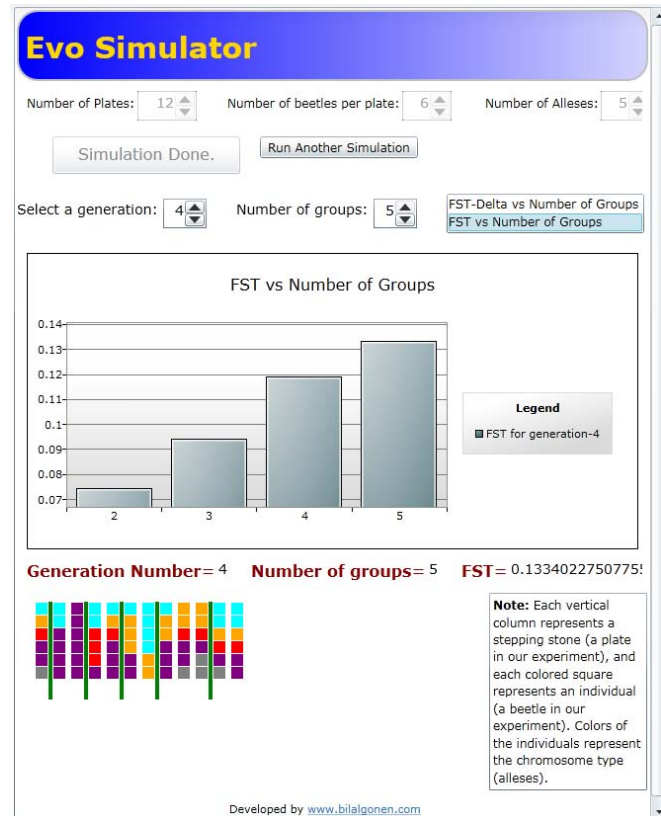 Evo Simulator
Number of Plates: 12 Number of beetles per plate: 6 Number of Alleses: 5
Simulation Done. Run Another Simulation
Select a generation: 4 Number of groups: 5
FST-Delta vs Number of Groups
FST vs Number of Groups
FST vs Number of Groups
0.14
0.13
0.12
0.11
0.1
0.09
0.08
0.07
2 3 4 5
Legend
FST for generation-4
Generation Number= 4 Number of groups= 5 FST= 0.1334022750775
Note: Each vertical
column represents a
stepping stone (a plate
in our experiment), and
each colored square
represents an individual
(a beetle in our
experiment). Colors of
the individuals represent
the chromosome type
(alleses).
Developed by www.bilalgonen.com